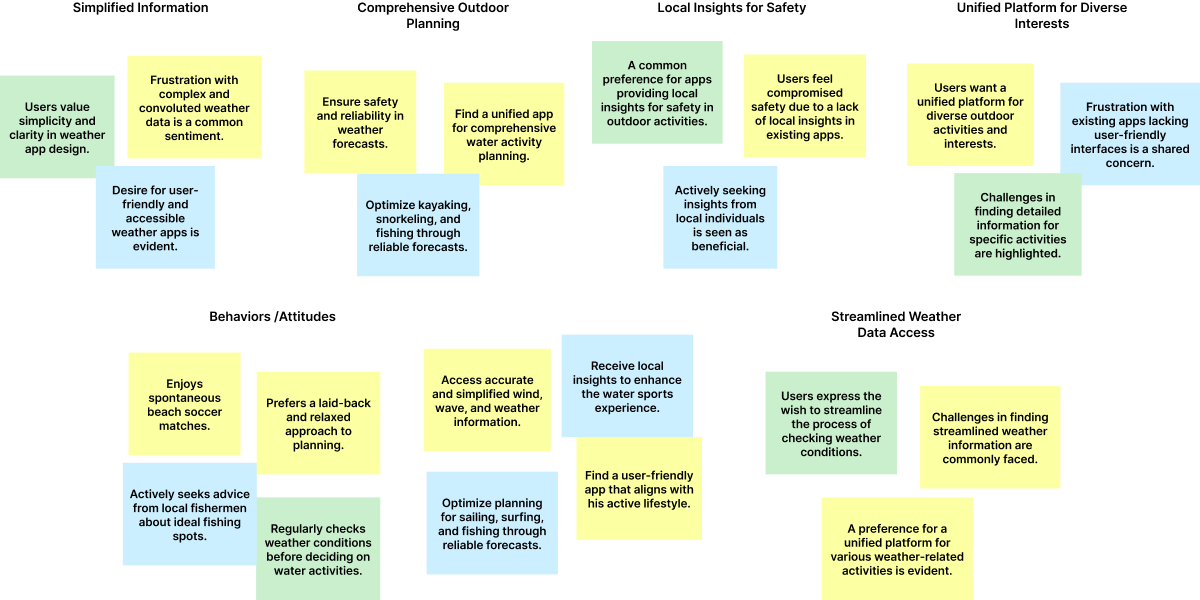 Simplified Information
Users value
simplicity and
clarity in weather
app design.
Frustration with
complex and
convoluted weather
data is a common
sentiment.
Desire for user-
friendly and
accessible
weather apps is
evident.
Comprehensive Outdoor
Planning
Ensure safety
and reliability in
weather
forecasts.
Find a unified app
for comprehensive
water activity
planning.
Optimize kayaking,
snorkeling, and
fishing through
reliable forecasts.
Local Insights for Safety
A common
preference for apps
providing local
insights for safety in
outdoor activities.
Users feel
compromised
safety due to a lack
of local insights in
existing apps.
Actively seeking
insights from
local individuals
is seen as
beneficial.
Unified Platform for Diverse
Interests
Users want a
unified platform for
diverse outdoor
activities and
interests.
Frustration with
existing apps lacking
user-friendly
interfaces is a shared
concern.
Challenges in
finding detailed
information for
specific activities
are highlighted.
Behaviors /Attitudes
Enjoys
spontaneous
beach soccer
matches.
Prefers a laid-back
and relaxed
approach to
planning.
Actively seeks advice
from local fishermen
about ideal fishing
spots.
Regularly checks
weather conditions
before deciding on
water activities.
Access accurate
and simplified wind,
wave, and weather
information.
Receive local
insights to enhance
the water sports
experience.
Optimize planning
for sailing, surfing,
and fishing through
reliable forecasts.
Find a user-friendly
app that aligns with
his active lifestyle.
Streamlined Weather
Data Access
Users express the
wish to streamline
the process of
checking weather
conditions.
Challenges in finding
streamlined weather
information are
commonly faced.
A preference for a
unified platform for
various weather-related
activities is evident.